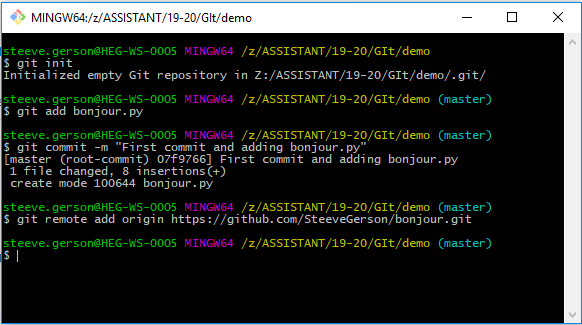 MINGW64:/z/ASSISTANT/19-20/GIt/demo
steeve.gerson@HEG-WS-0005 MINGW64 /z/ASSISTANT/19-20/GIt/demo
$ git init
Initialized empty Git repository in Z:/ASSISTANT/19-20/GIt/demo/.git/
steeve.gerson@HEG-WS-0005 MINGW64 /z/ASSISTANT/19-20/GIt/demo (master)
$ git add bonjour.py
steeve.gerson@HEG-WS-0005 MINGW64 /z/ASSISTANT/19-20/GIt/demo (master)
$ git commit -m "First commit and adding bonjour.py"
[master (root-commit) 07f9766] First commit and adding bonjour.py
 1 file changed, 8 insertions(+)
 create mode 100644 bonjour.py
steeve.gerson@HEG-WS-0005 MINGW64 /z/ASSISTANT/19-20/GIt/demo (master)
$ git remote add origin https://github.com/SteeveGerson/bonjour.git
steeve.gerson@HEG-WS-0005 MINGW64 /z/ASSISTANT/19-20/GIt/demo (master)
$